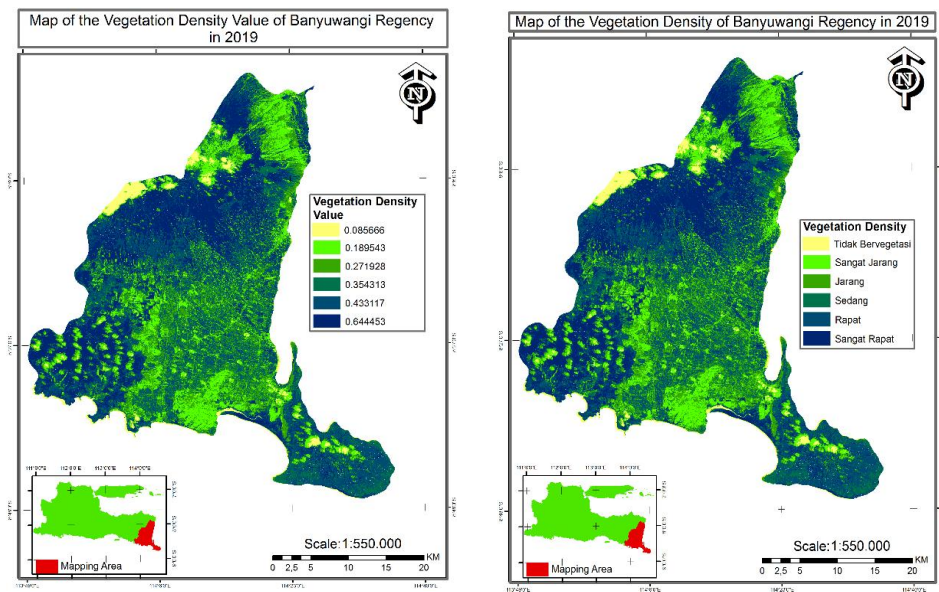 Map of the Vegetation Density Value of Banyuwangi Regency
in 2019
N
Vegetation Density
Value
0.085666
0.189543
0.271928
0.354313
0.433117
0.644453
Mapping Area
Scale:1:550.000
0 2,5 5 10 15 20 KM
Map of the Vegetation Density of Banyuwangi Regency
in 2019
N
Vegetation Density
Tidak Bervegetasi
Sangat Jarang
Jarang
Sedang
Rapat
Sangat Rapat
Mapping Area
Scale:1:550.000
0 2,5 5 10 15 20 KM